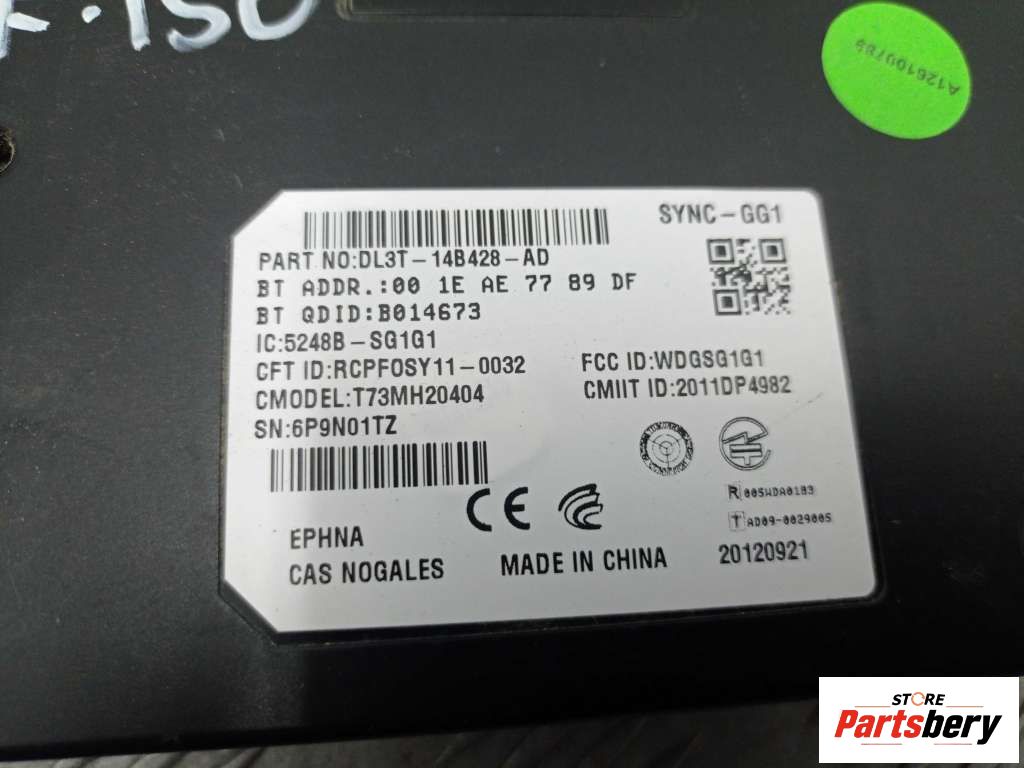 -150
A126100789
SYNC-GG1
PART NO:DL3T-14B428-AD
BT ADDR.:00 1E AE 77 89 DF
BT QDID:B014673
IC:5248B-SG1G1
CFT ID:RCPFOSY11-0032
FCC ID:WDGSG1G1
CMODEL:T73MH20404
CMIIT ID:2011DP4982
SN:6P9N01TZ
R 005WDA0183
T AD09-0029005
CE
EPHNA
CAS NOGALES
MADE IN CHINA
20120921
STORE
Partsbery